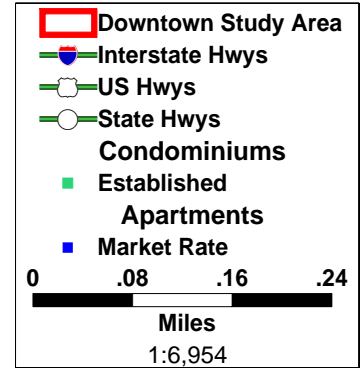 Downtown Study Area
Interstate Hwys
US Hwys
State Hwys
Condominiums
Established
Apartments
Market Rate
0 .08 .16 .24
Miles
1:6,954